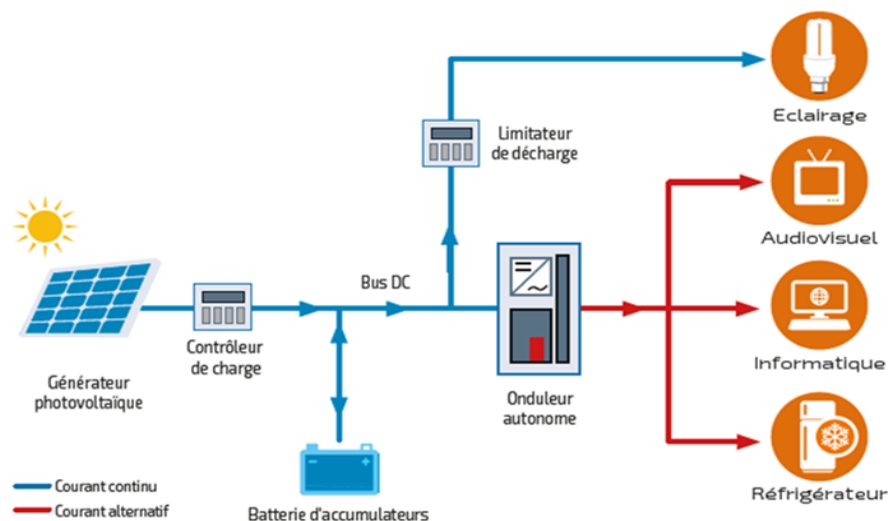 Eclairage
Limitateur
de décharge
Audiovisuel
Bus DC
Contrôleur
de charge
Générateur
photovoltaïque
Onduleur
autonome
Informatique
Courant continu
Courant alternatif
Batterie d'accumulateurs
Réfrigérateur